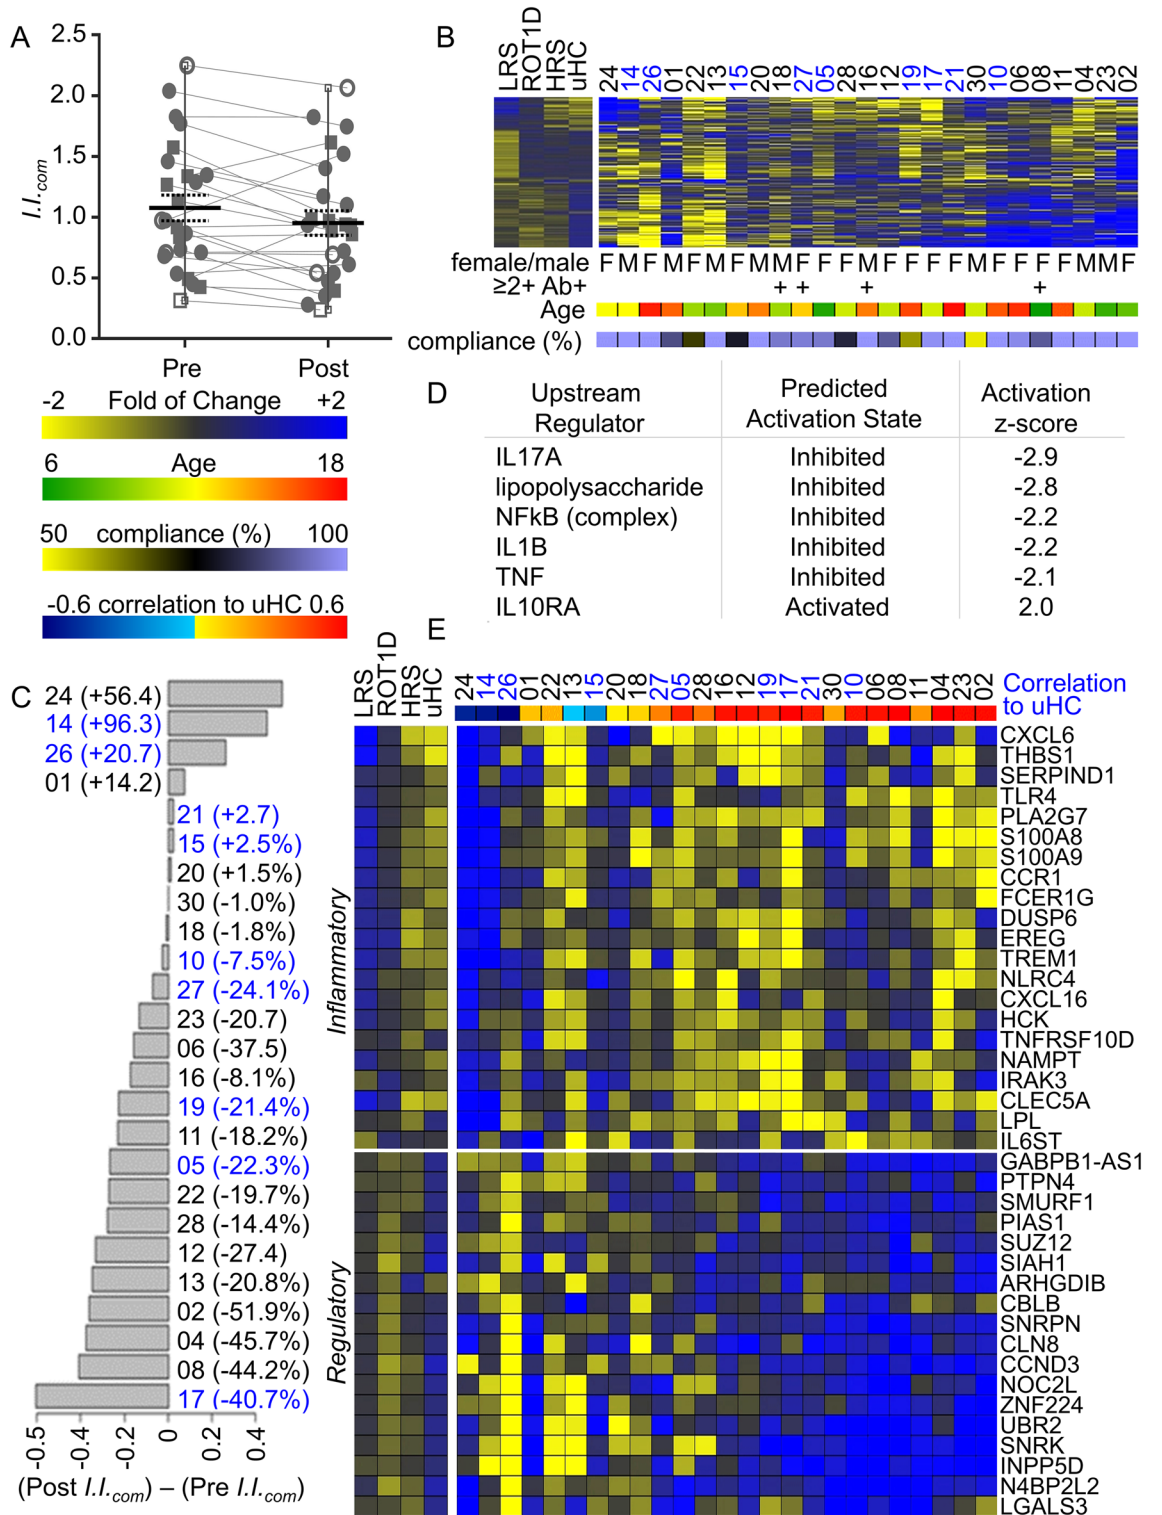 A
2.5
2.0
1.5
1.0
0.5
0.0
I.I.com
Pre Post
-2 Fold of Change +2
6 Age 18
50 compliance (%) 100
-0.6 correlation to uHC 0.6
B
LRS ROT1D HRS uHC
24 14 26 01 22 13 15 20 18 27 05 28 16 12 19 17 21 30 10 06 08 11 04 23 02
female/male F M F M F M F M M F F F M F F F F F F F F F M M F
≥2+ Ab+ + + + +
Age
compliance (%)
D
Upstream Regulator Predicted Activation State Activation z-score
IL17A Inhibited -2.9
lipopolysaccharide Inhibited -2.8
NFkB (complex) Inhibited -2.2
IL1B Inhibited -2.2
TNF Inhibited -2.1
IL10RA Activated 2.0
C
24 (+56.4)
14 (+96.3)
26 (+20.7)
01 (+14.2)
21 (+2.7)
15 (+2.5%)
20 (+1.5%)
30 (-1.0%)
18 (-1.8%)
10 (-7.5%)
27 (-24.1%)
23 (-20.7)
06 (-37.5)
16 (-8.1%)
19 (-21.4%)
11 (-18.2%)
05 (-22.3%)
22 (-19.7%)
28 (-14.4%)
12 (-27.4)
13 (-20.8%)
02 (-51.9%)
04 (-45.7%)
08 (-44.2%)
17 (-40.7%)
-0.5 -0.4 -0.2 0 0.2 0.4
(Post I.I.com) – (Pre I.I.com)
E
LRS ROT1D HRS uHC
24 14 26 01 22 13 15 20 18 27 05 28 16 12 19 17 21 30 10 06 08 11 04 23 02
Correlation
to uHC
Inflammatory
CXCL6
THBS1
SERPIND1
TLR4
PLA2G7
S100A8
S100A9
CCR1
FCER1G
DUSP6
EREG
TREM1
NLRC4
CXCL16
HCK
TNFRSF10D
NAMPT
IRAK3
CLEC5A
LPL
IL6ST
Regulatory
GABPB1-AS1
PTPN4
SMURF1
PIAS1
SUZ12
SIAH1
ARHGDIB
CBLB
SNRPN
CLN8
CCND3
NOC2L
ZNF224
UBR2
SNRK
INPP5D
N4BP2L2
LGALS3